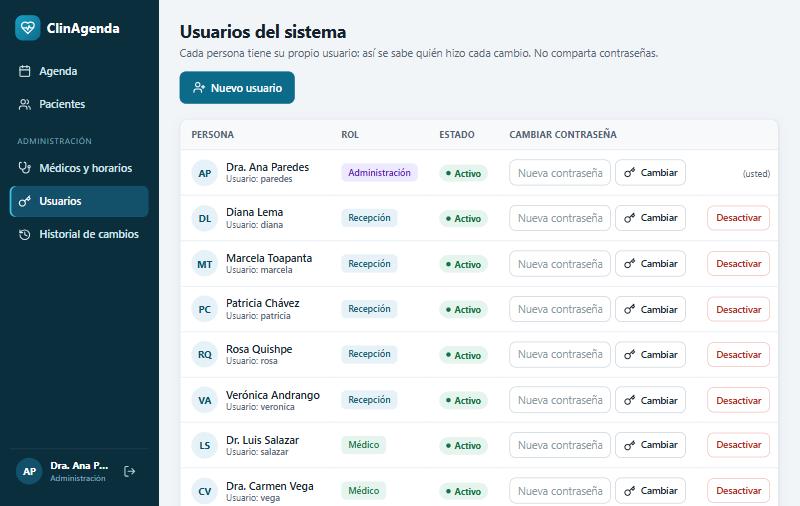 ClinAgenda
Agenda
Pacientes
ADMINISTRACIÓN
Médicos y horarios
Usuarios
Historial de cambios
AP
Dra. Ana P...
Administración
Usuarios del sistema
Cada persona tiene su propio usuario: así se sabe quién hizo cada cambio. No comparta contraseñas.
Nuevo usuario
PERSONA ROL ESTADO CAMBIAR CONTRASEÑA
AP Dra. Ana Paredes Administración Activo Nueva contraseña Cambiar (usted)
Usuario: paredes
DL Diana Lema Recepción Activo Nueva contraseña Cambiar Desactivar
Usuario: diana
MT Marcela Toapanta Recepción Activo Nueva contraseña Cambiar Desactivar
Usuario: marcela
PC Patricia Chávez Recepción Activo Nueva contraseña Cambiar Desactivar
Usuario: patricia
RQ Rosa Quishpe Recepción Activo Nueva contraseña Cambiar Desactivar
Usuario: rosa
VA Verónica Andrango Recepción Activo Nueva contraseña Cambiar Desactivar
Usuario: veronica
LS Dr. Luis Salazar Médico Activo Nueva contraseña Cambiar Desactivar
Usuario: salazar
CV Dra. Carmen Vega Médico Activo Nueva contraseña Cambiar Desactivar
Usuario: vega